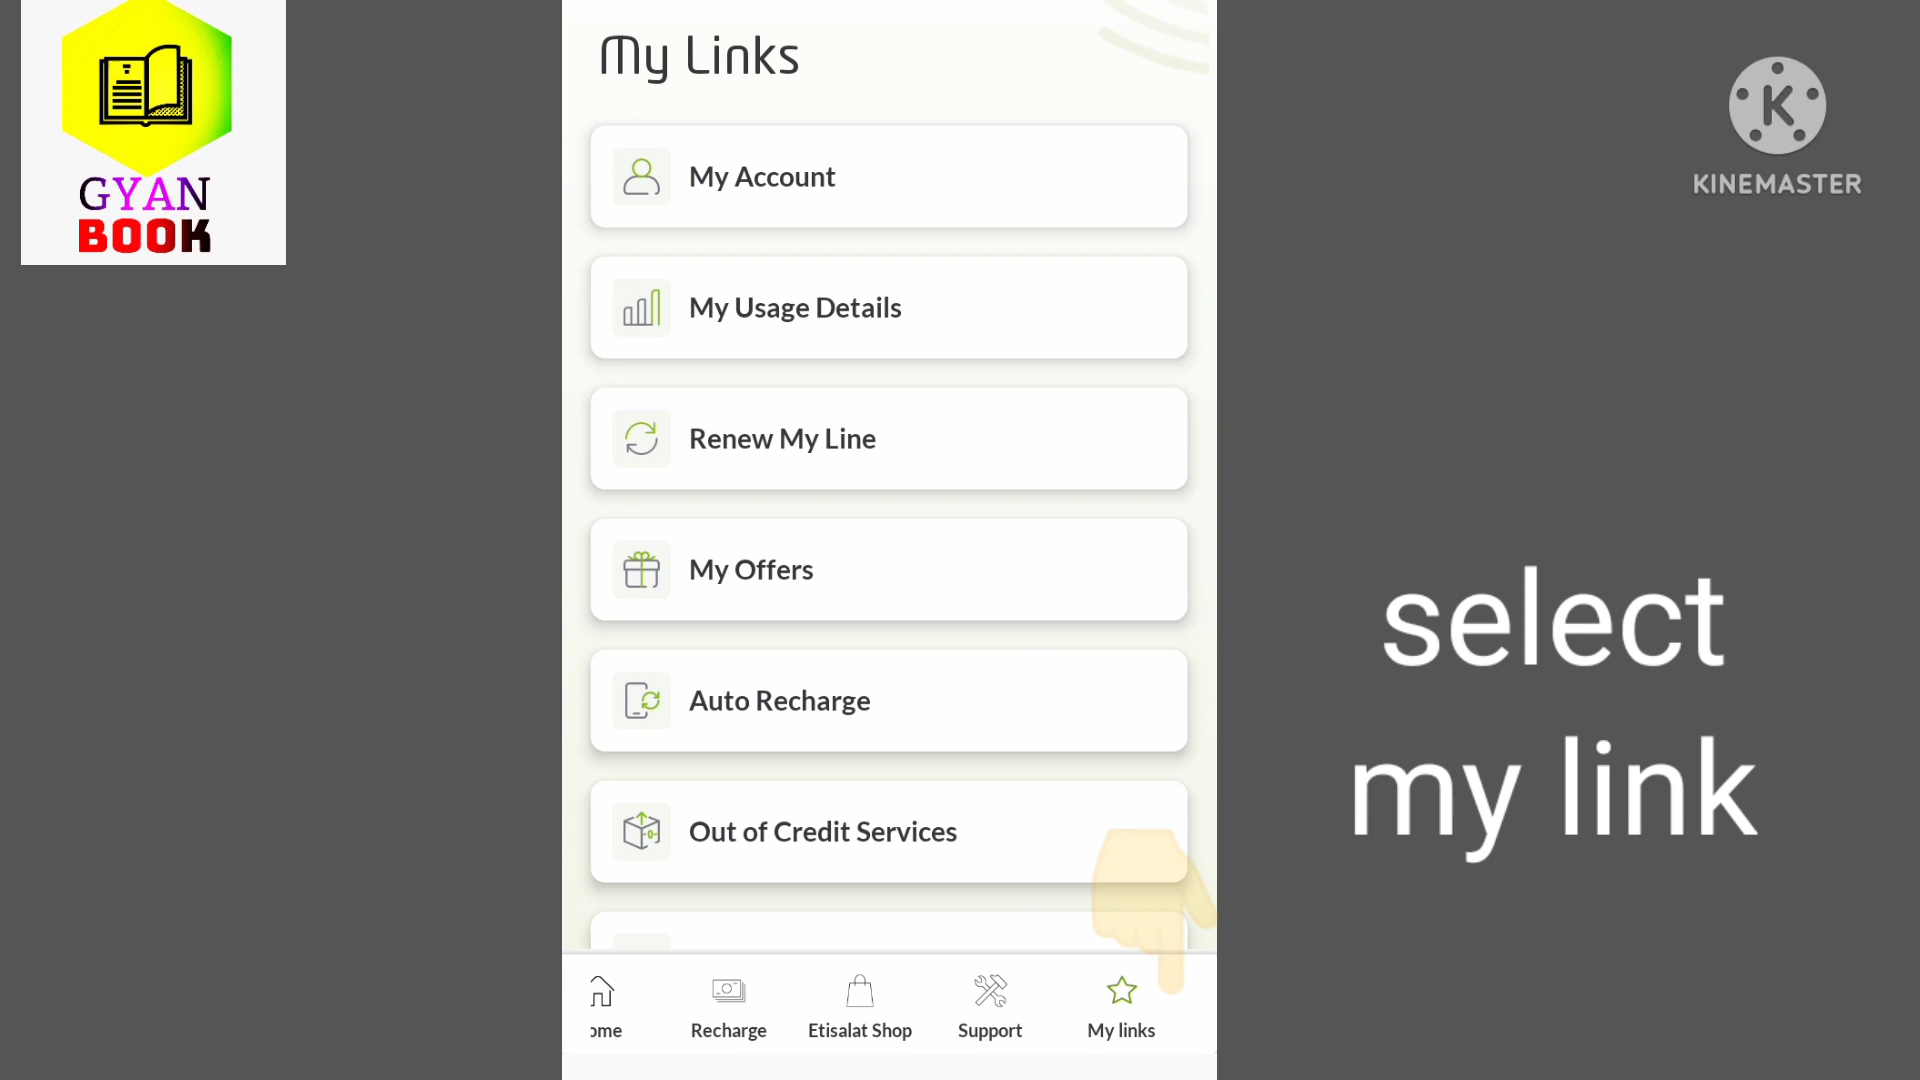 GYAN
BOOK
My Links
My Account
My Usage Details
Renew My Line
My Offers
Auto Recharge
Out of Credit Services
ome
Recharge
Etisalat Shop
Support
My links
K
KINEMASTER
select
my link